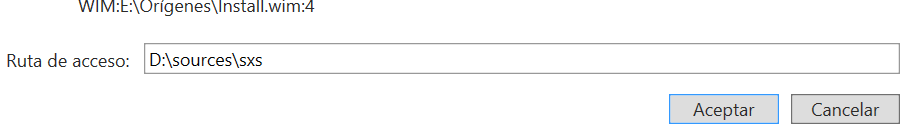 WIM:E:\Orígenes\Install.wim:4
Ruta de acceso: D:\sources\sxs
Aceptar Cancelar